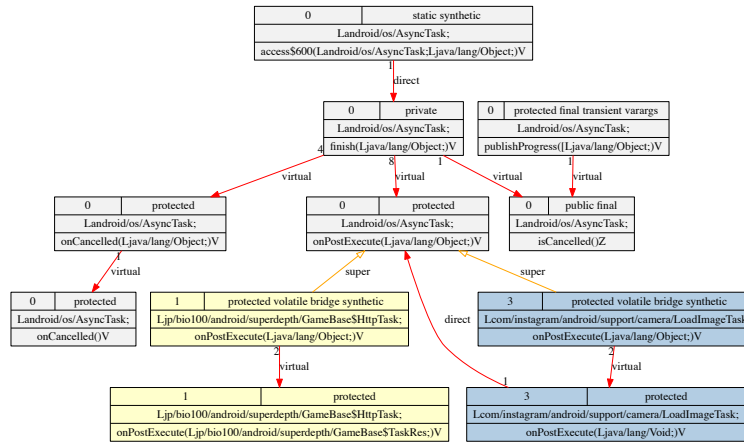 0 static synthetic
Landroid/os/AsyncTask;
access$600(Landroid/os/AsyncTask;Ljava/lang/Object;)V
1
direct
0 private
Landroid/os/AsyncTask;
finish(Ljava/lang/Object;)V
0 protected final transient varargs
Landroid/os/AsyncTask;
publishProgress([Ljava/lang/Object;)V
4 8 1 1
virtual virtual virtual virtual
0 protected
Landroid/os/AsyncTask;
onCancelled(Ljava/lang/Object;)V
0 protected
Landroid/os/AsyncTask;
onPostExecute(Ljava/lang/Object;)V
0 public final
Landroid/os/AsyncTask;
isCancelled()Z
1
virtual
super
super
0 protected
Landroid/os/AsyncTask;
onCancelled()V
1 protected volatile bridge synthetic
Ljp/bio100/android/superdepth/GameBase$HttpTask;
onPostExecute(Ljava/lang/Object;)V
direct
3 protected volatile bridge synthetic
Lcom/instagram/android/support/camera/LoadImageTask;
onPostExecute(Ljava/lang/Object;)V
2
virtual
2
virtual
1
1 protected
Ljp/bio100/android/superdepth/GameBase$HttpTask;
onPostExecute(Ljp/bio100/android/superdepth/GameBase$TaskRes;)V
3 protected
Lcom/instagram/android/support/camera/LoadImageTask;
onPostExecute(Ljava/lang/Void;)V